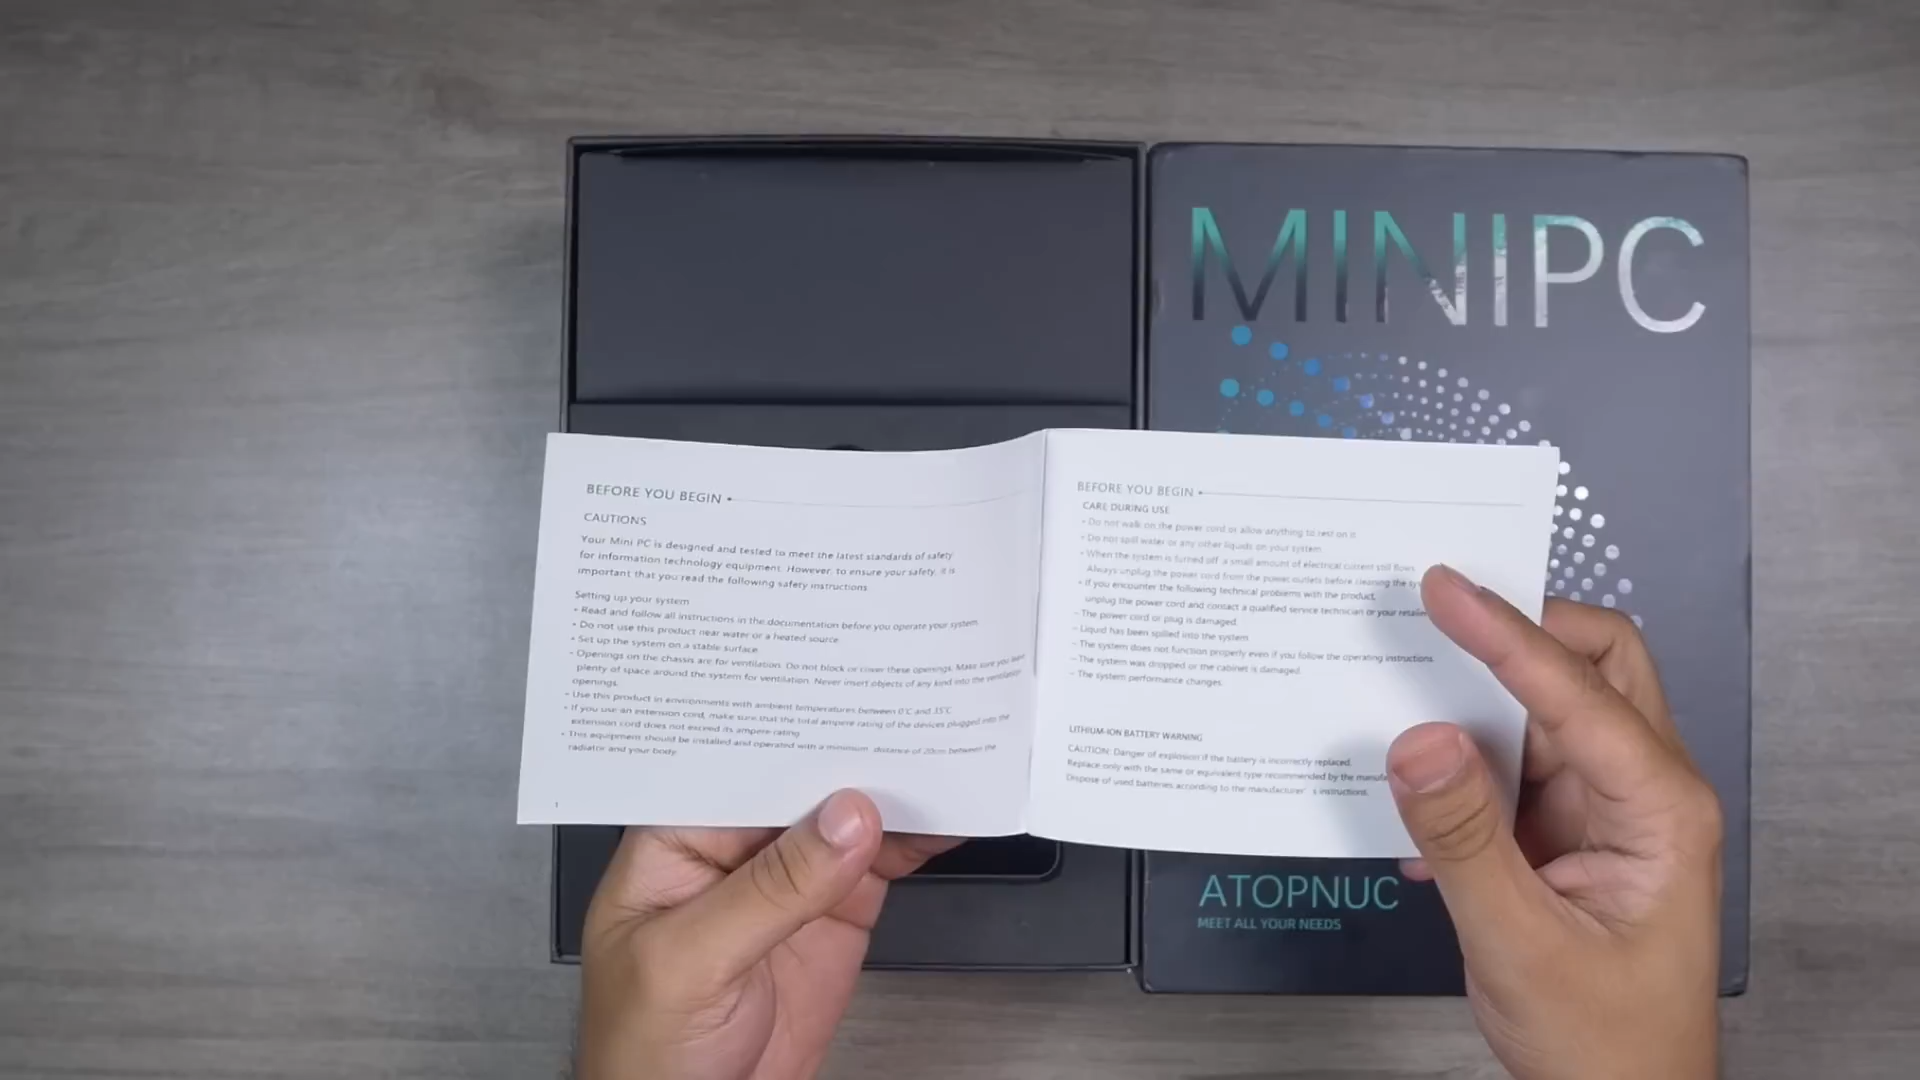 MINIPC
BEFORE YOU BEGIN
CAUTIONS
Your Mini PC is designed and tested to meet the latest standards of safety
for information technology equipment. However, to ensure your safety, it is
important that you read the following safety instructions
Setting up your system
• Read and follow all instructions in the documentation before you operate your system
• Do not use this product near water or a heated source
• Set up the system on a stable surface
• Openings on the chassis are for ventilation. Do not block or cover these openings. Make sure you leave
plenty of space around the system for ventilation. Never insert objects of any kind into the ventilation
openings.
• Use this product in environments with ambient temperatures between 0°C and 35°C
• If you use an extension cord, make sure that the total ampere rating of the devices plugged into the
extension cord does not exceed its ampere rating
• This equipment should be installed and operated with a minimum distance of 20cm between the
radiator and your body
1
BEFORE YOU BEGIN
CARE DURING USE
• Do not walk on the power cord or allow anything to rest on it
• Do not spill water or any other liquids on your system
• When the system is turned off a small amount of electrical current still flows
Always unplug the power cord from the power outlets before cleaning the
• If you encounter the following technical problems with the product,
unplug the power cord and contact a qualified service technician or your
– The power cord or plug is damaged.
– Liquid has been spilled into the system
– The system does not function properly even if you follow the operating instructions.
– The system was dropped or the cabinet is damaged.
– The system performance changes.
LITHIUM-ION BATTERY WARNING
CAUTION: Danger of explosion if the battery is incorrectly replaced.
Replace only with the same or equivalent type recommended by the
Dispose of used batteries according to the manufacturer' s instructions.
ATOPNUC
MEET ALL YOUR NEEDS